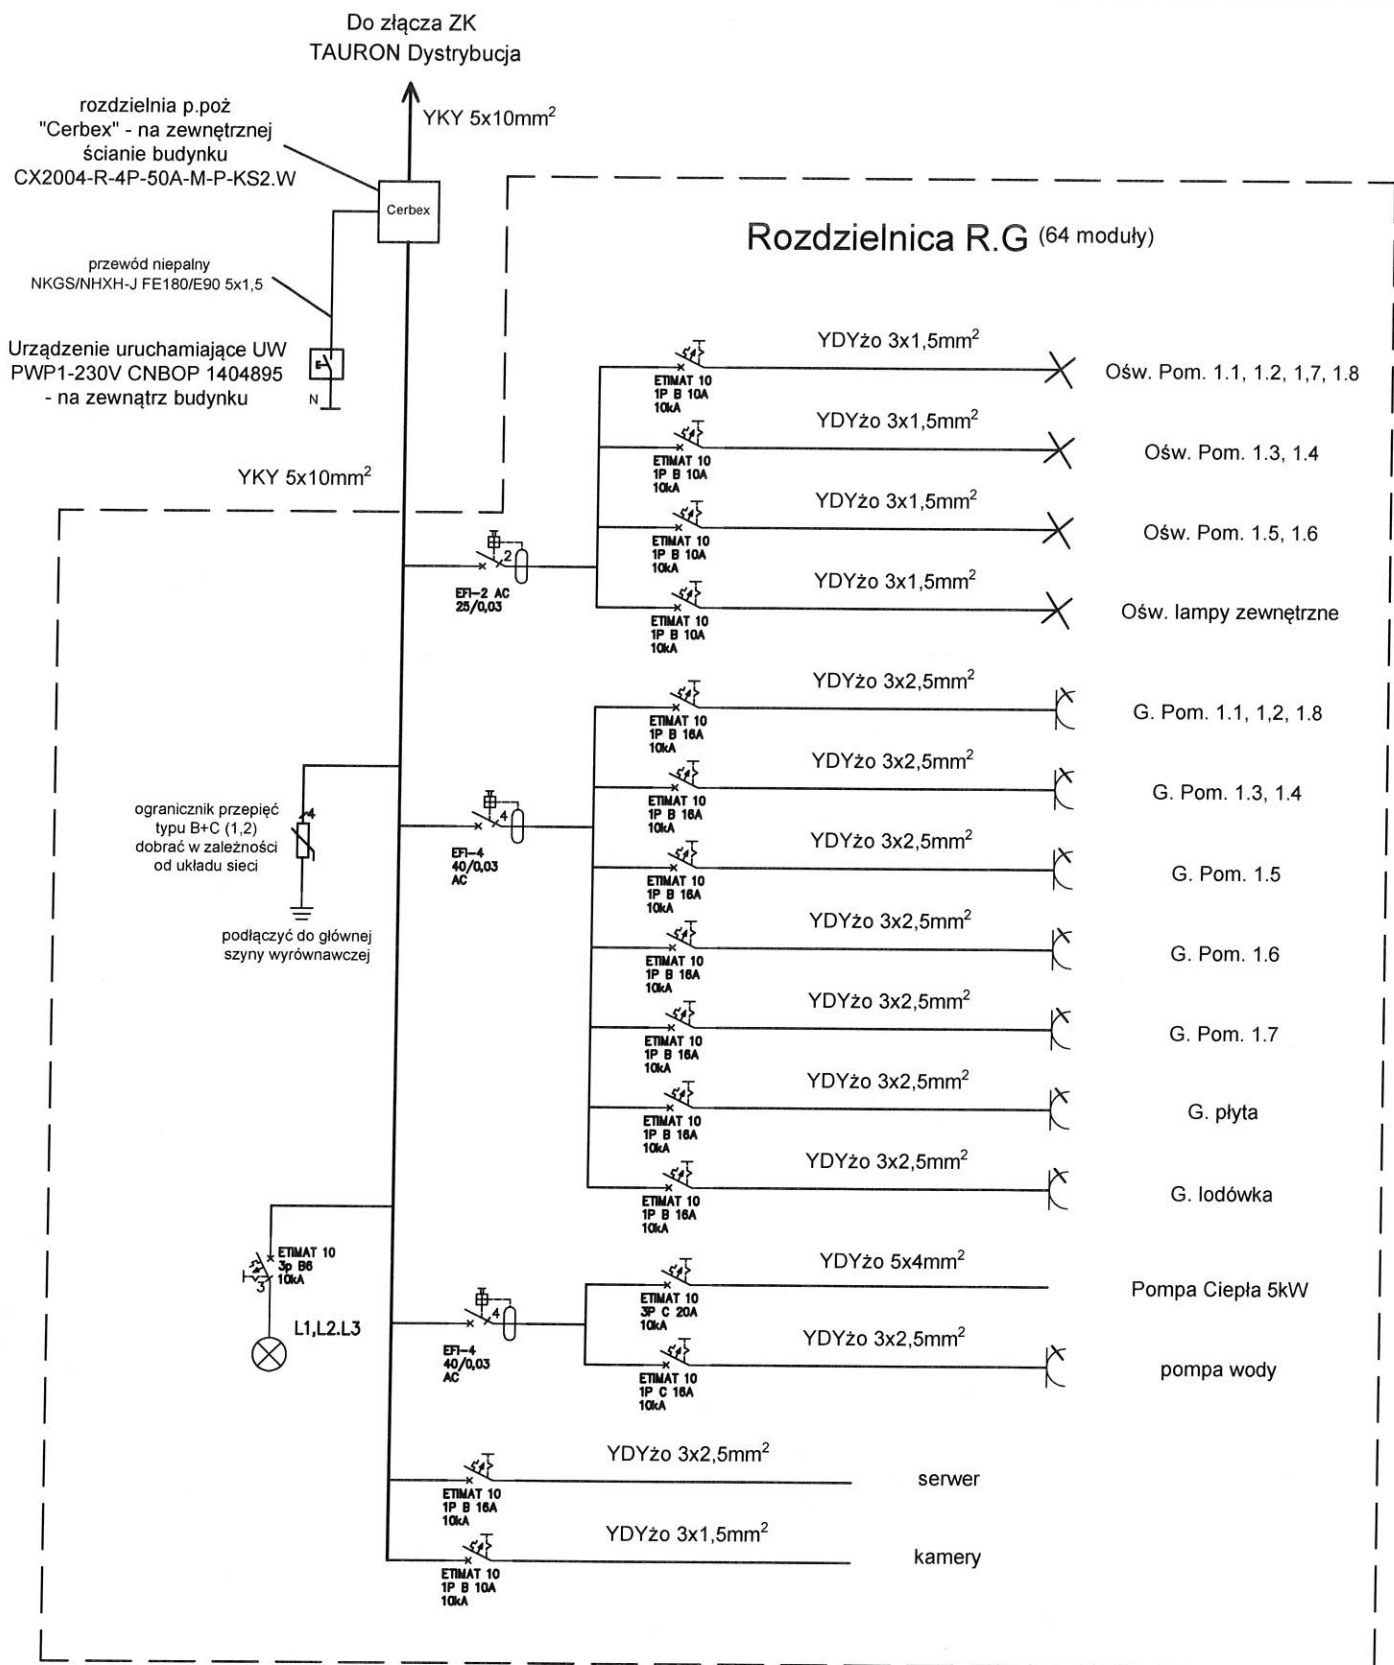 Do złącza ZK
TAURON Dystrybucja
YKY 5x10mm²
rozdzielnia p.poż
"Cerbex" - na zewnętrznej
ścianie budynku
CX2004-R-4P-50A-M-P-KS2.W
Cerbex
przewód niepalny
NKGS/NHXH-J FE180/E90 5x1,5
Urządzenie uruchamiające UW
PWP1-230V CNBOP 1404895
- na zewnątrz budynku
N
YKY 5x10mm²
Rozdzielnica R.G (64 moduły)
EFI-2 AC
25/0,03
2
YDYżo 3x1,5mm²
ETIMAT 10
1P B 10A
10kA
Ośw. Pom. 1.1, 1.2, 1,7, 1.8
YDYżo 3x1,5mm²
ETIMAT 10
1P B 10A
10kA
Ośw. Pom. 1.3, 1.4
YDYżo 3x1,5mm²
ETIMAT 10
1P B 10A
10kA
Ośw. Pom. 1.5, 1.6
YDYżo 3x1,5mm²
ETIMAT 10
1P B 10A
10kA
Ośw. lampy zewnętrzne
ogranicznik przepięć
typu B+C (1,2)
dobrać w zależności
od układu sieci
4
podłączyć do głównej
szyny wyrównawczej
4
EFI-4
40/0,03
AC
YDYżo 3x2,5mm²
ETIMAT 10
1P B 16A
10kA
G. Pom. 1.1, 1,2, 1.8
YDYżo 3x2,5mm²
ETIMAT 10
1P B 16A
10kA
G. Pom. 1.3, 1.4
YDYżo 3x2,5mm²
ETIMAT 10
1P B 16A
10kA
G. Pom. 1.5
YDYżo 3x2,5mm²
ETIMAT 10
1P B 16A
10kA
G. Pom. 1.6
YDYżo 3x2,5mm²
ETIMAT 10
1P B 16A
10kA
G. Pom. 1.7
YDYżo 3x2,5mm²
ETIMAT 10
1P B 16A
10kA
G. płyta
YDYżo 3x2,5mm²
ETIMAT 10
1P B 16A
10kA
G. lodówka
ETIMAT 10
3p B6
10kA
3
L1,L2.L3
4
EFI-4
40/0,03
AC
YDYżo 5x4mm²
ETIMAT 10
3P C 20A
10kA
Pompa Ciepła 5kW
YDYżo 3x2,5mm²
ETIMAT 10
1P C 16A
10kA
pompa wody
YDYżo 3x2,5mm²
ETIMAT 10
1P B 16A
10kA
serwer
YDYżo 3x1,5mm²
ETIMAT 10
1P B 10A
10kA
kamery